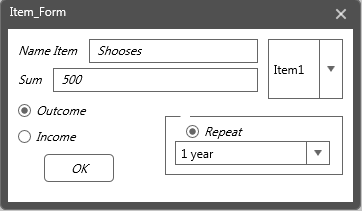 Item_Form
Name Item Shooses
Item1
Sum 500
Outcome
Income
Repeat
1 year
OK